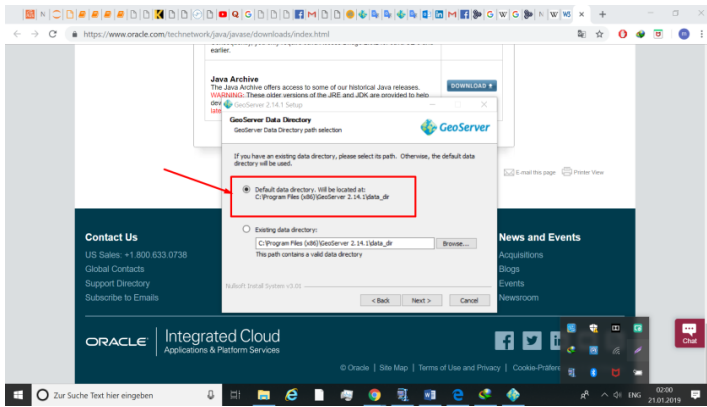 https://www.oracle.com/technetwork/java/javase/downloads/index.html
earlier.
Java Archive
The Java Archive offers access to some of our historical Java releases.
WARNING: These older versions of the JRE and JDK are provided to help
DOWNLOAD
GeoServer 2.14.1 Setup
GeoServer Data Directory
GeoServer Data Directory path selection
GeoServer
If you have an existing data directory, please select its path. Otherwise, the default data
directory will be used.
Default data directory. Will be located at:
C:\Program Files (x86)\GeoServer 2.14.1\data_dir
Existing data directory:
C:\Program Files (x86)\GeoServer 2.14.1\data_dir
Browse...
This path contains a valid data directory
Nullsoft Install System v3.01
< Back
Next >
Cancel
E-mail this page
Printer View
Contact Us
US Sales: +1.800.633.0738
Global Contacts
Support Directory
Subscribe to Emails
News and Events
Acquisitions
Blogs
Events
Newsroom
ORACLE
Integrated Cloud
Applications & Platform Services
© Oracle | Site Map | Terms of Use and Privacy | Cookie-Präfere
Chat
Zur Suche Text hier eingeben
ENG
02:00
21.01.2019